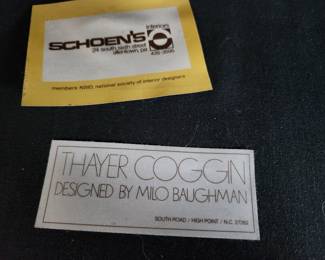 interiors
SCHOEN'S
24 south sixth street
allentown, pa
members NSID, national society of interior designers
THAYER COGGIN
DESIGNED BY MILO BAUGHMAN
SOUTH ROAD / HIGH POINT / N.C. 27262